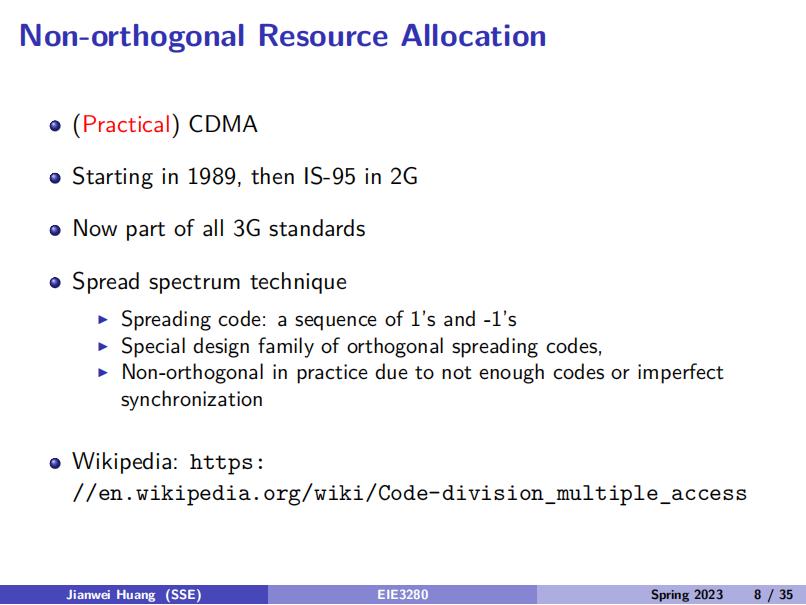 Non-orthogonal Resource Allocation
(Practical) CDMA
Starting in 1989, then IS-95 in 2G
Now part of all 3G standards
Spread spectrum technique
Spreading code: a sequence of 1's and -1's
Special design family of orthogonal spreading codes,
Non-orthogonal in practice due to not enough codes or imperfect
synchronization
Wikipedia: https:
//en.wikipedia.org/wiki/Code-division_multiple_access
Jianwei Huang (SSE) EIE3280 Spring 2023 8 / 35